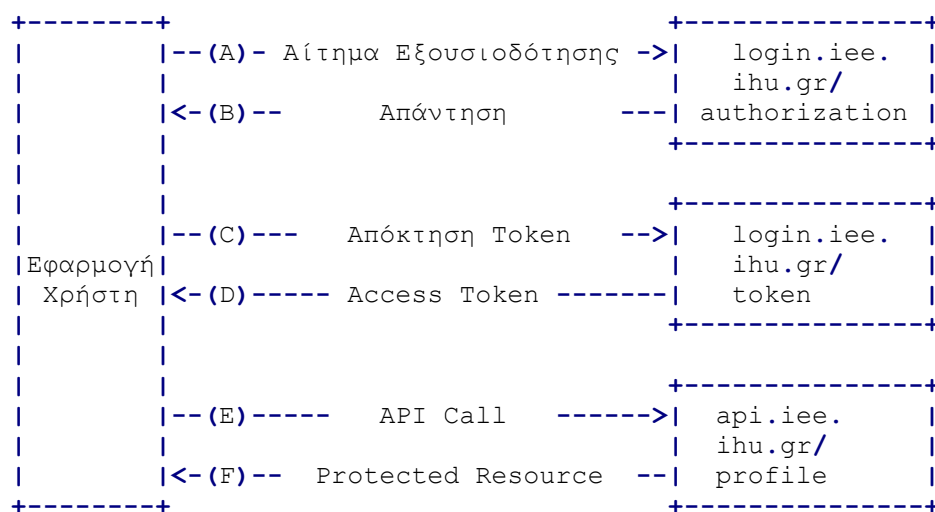 +---------+ +---------------+
| |--(A)- Αίτημα Εξουσιοδότησης ->| login.iee. |
| | | ihu.gr/ |
| |<-(B)-- Απάντηση ---| authorization |
| | +---------------+
| |
| | +---------------+
| |--(C)--- Απόκτηση Token -->| login.iee. |
|Εφαρμογή| | ihu.gr/ |
| Χρήστη |<-(D)----- Access Token -------| token |
| | +---------------+
| |
| | +---------------+
| |--(E)----- API Call ------>| api.iee. |
| | | ihu.gr/ |
| |<-(F)-- Protected Resource --| profile |
+---------+ +---------------+